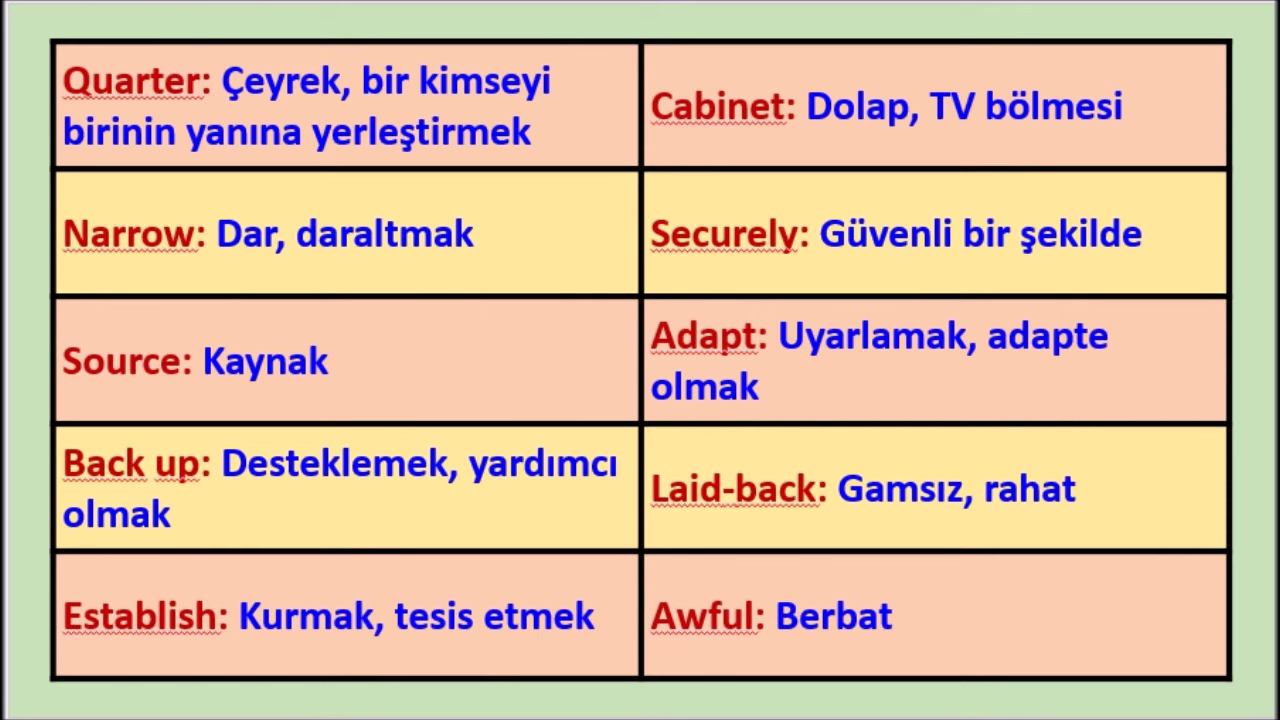 Quarter: Çeyrek, bir kimseyi
birinin yanına yerleştirmek
Cabinet: Dolap, TV bölmesi
Narrow: Dar, daraltmak
Securely: Güvenli bir şekilde
Source: Kaynak
Adapt: Uyarlamak, adapte
olmak
Back up: Desteklemek, yardımcı
olmak
Laid-back: Gamsız, rahat
Establish: Kurmak, tesis etmek
Awful: Berbat